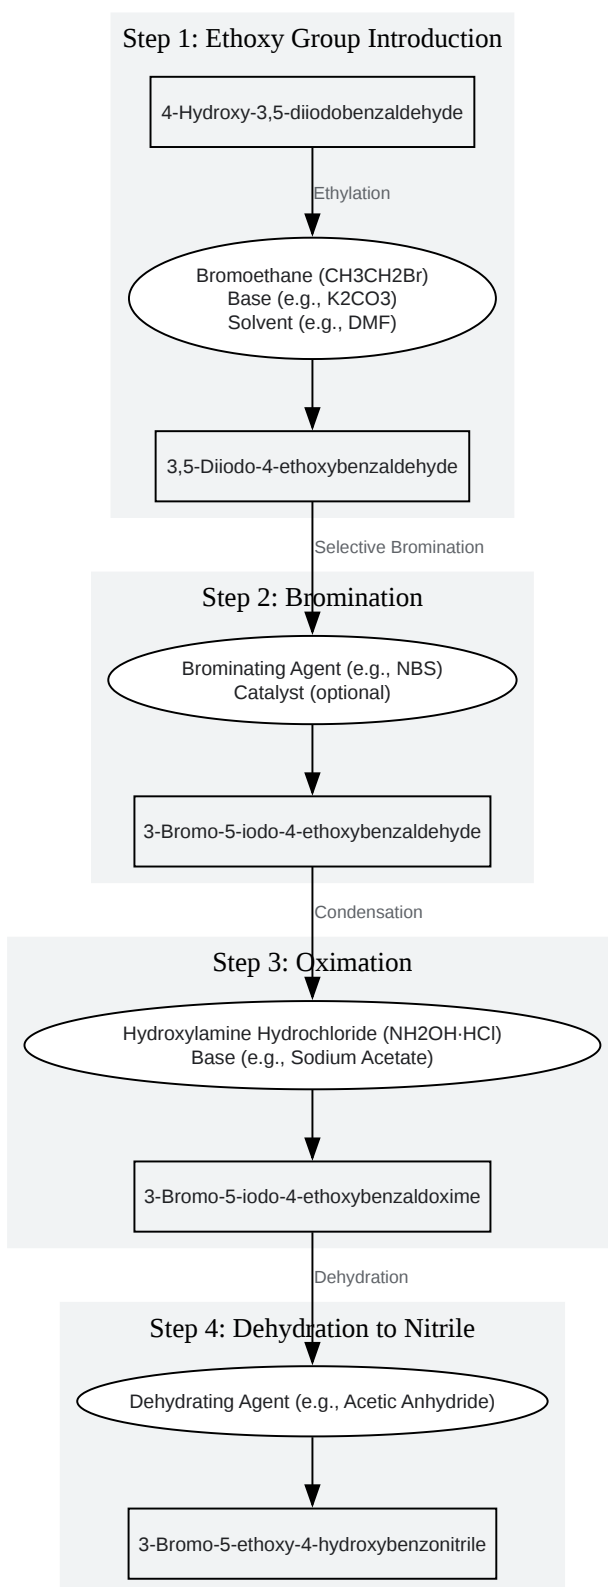 Step 1: Ethoxy Group Introduction
4-Hydroxy-3,5-diiodobenzaldehyde
Ethylation
Bromoethane (CH3CH2Br)
Base (e.g., K2CO3)
Solvent (e.g., DMF)
3,5-Diiodo-4-ethoxybenzaldehyde
Selective Bromination
Step 2: Bromination
Brominating Agent (e.g., NBS)
Catalyst (optional)
3-Bromo-5-iodo-4-ethoxybenzaldehyde
Condensation
Step 3: Oximation
Hydroxylamine Hydrochloride (NH2OH·HCl)
Base (e.g., Sodium Acetate)
3-Bromo-5-iodo-4-ethoxybenzaldoxime
Dehydration
Step 4: Dehydration to Nitrile
Dehydrating Agent (e.g., Acetic Anhydride)
3-Bromo-5-ethoxy-4-hydroxybenzonitrile